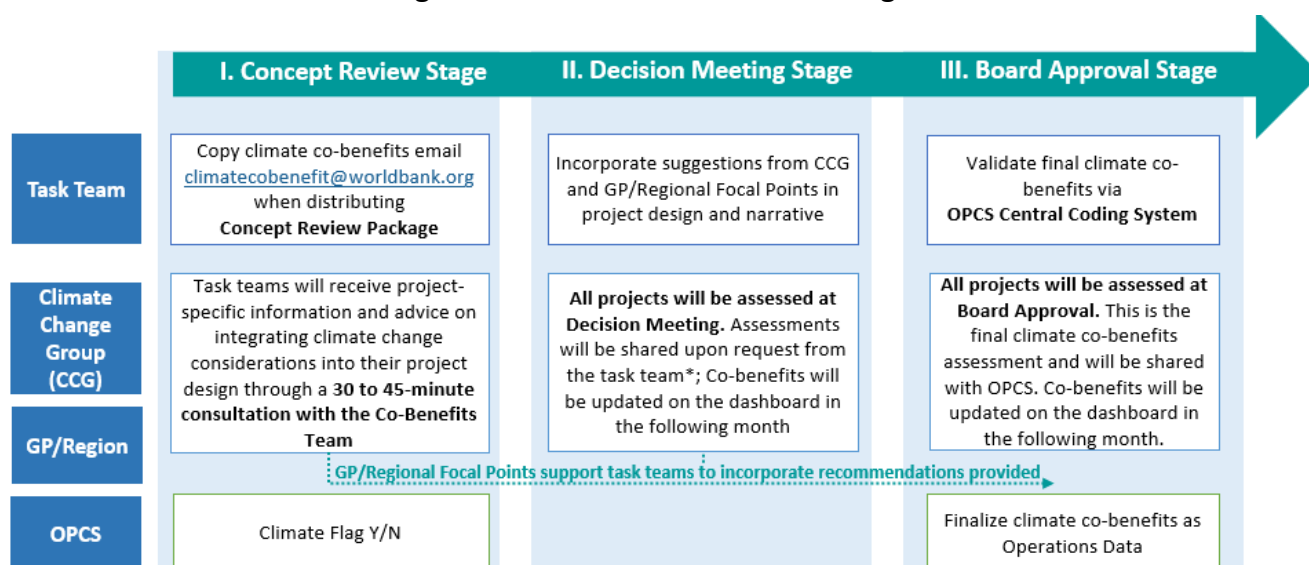 I. Concept Review Stage
II. Decision Meeting Stage
III. Board Approval Stage
Task Team
Copy climate co-benefits email
climatecobenefit@worldbank.org
when distributing
Concept Review Package
Incorporate suggestions from CCG
and GP/Regional Focal Points in
project design and narrative
Validate final climate co-
benefits via
OPCS Central Coding System
Climate
Change
Group
(CCG)
GP/Region
Task teams will receive project-
specific information and advice on
integrating climate change
considerations into their project
design through a 30 to 45-minute
consultation with the Co-Benefits
Team
All projects will be assessed at
Decision Meeting. Assessments
will be shared upon request from
the task team*; Co-benefits will
be updated on the dashboard in
the following month
All projects will be assessed at
Board Approval. This is the
final climate co-benefits
assessment and will be shared
with OPCS. Co-benefits will be
updated on the dashboard in
the following month.
GP/Regional Focal Points support task teams to incorporate recommendations provided
OPCS
Climate Flag Y/N
Finalize climate co-benefits as
Operations Data